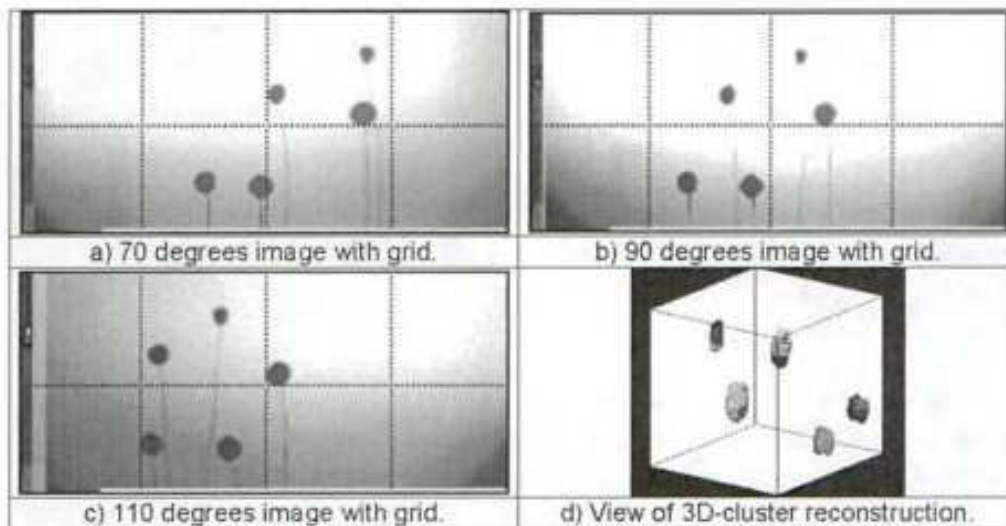 a) 70 degrees image with grid.
b) 90 degrees image with grid.
c) 110 degrees image with grid.
d) View of 3D-cluster reconstruction.